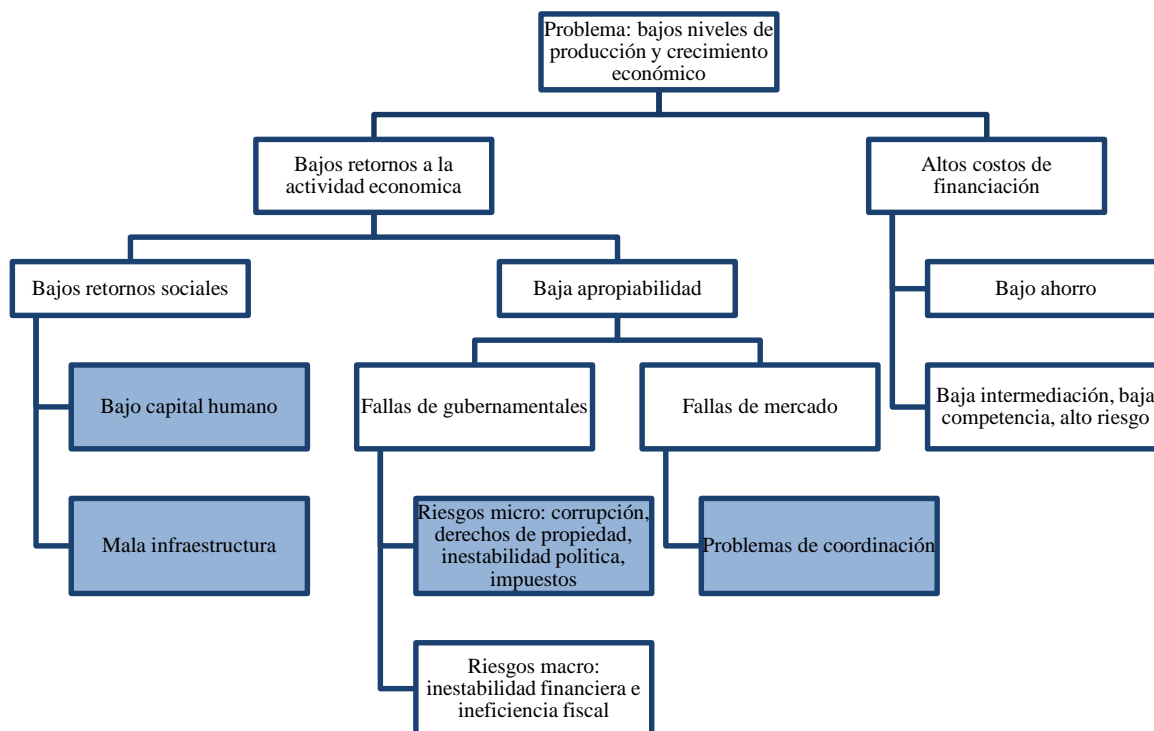 Problema: bajos niveles de
producción y crecimiento
económico
Bajos retornos a la
actividad economica
Altos costos de
financiación
Bajos retornos sociales
Baja apropiabilidad
Bajo ahorro
Bajo capital humano
Fallas de gubernamentales
Fallas de mercado
Baja intermediación, baja
competencia, alto riesgo
Mala infraestructura
Riesgos micro: corrupción,
derechos de propiedad,
inestabilidad politica,
impuestos
Problemas de coordinación
Riesgos macro:
inestabilidad financiera e
ineficiencia fiscal